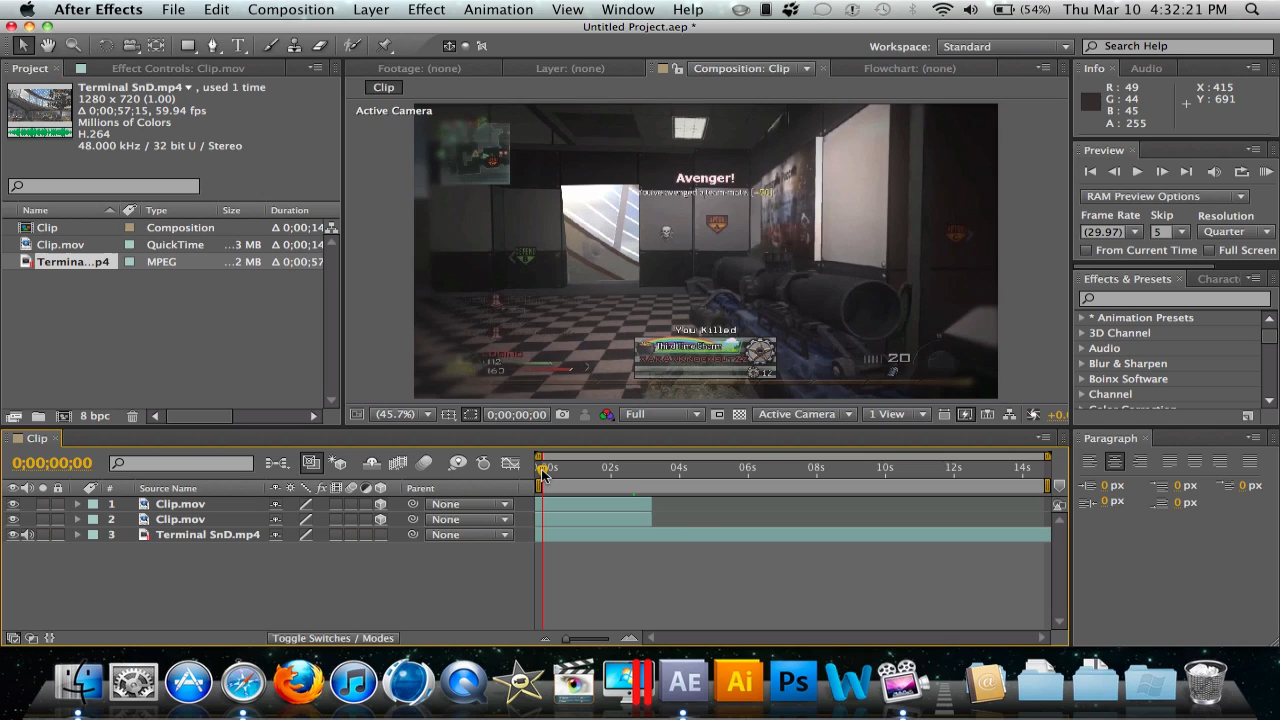 After Effects File Edit Composition Layer Effect Animation View Window Help (54%) Thu Mar 10 4:32:21 PM
Untitled Project.aep *
T Workspace: Standard Search Help
Project Effect Controls: Clip.mov Footage: (none) Layer: (none) Composition: Clip Flowchart: (none) Info Audio
Terminal SnD.mp4 , used 1 time
1280 x 720 (1.00)
Δ 0;00;57;15, 59.94 fps
Millions of Colors
H.264
48.000 kHz / 32 bit U / Stereo
Clip
Active Camera
R : 49
G : 44
B : 45
A : 255
X : 415
Y : 691
Avenger!
You Killed
20
Preview
RAM Preview Options
Frame Rate Skip Resolution
(29.97) 5 Quarter
From Current Time Full Screen
Effects & Presets Charact
* Animation Presets
3D Channel
Audio
Blur & Sharpen
Boinx Software
Channel
Name Type Size Duration
Clip Composition Δ 0;00;14
Clip.mov QuickTime ...3 MB Δ 0;00;14
Termina...p4 MPEG ...2 MB Δ 0;00;57
8 bpc
(45.7%) 0;00;00;00 Full Active Camera 1 View +0.
Clip
0;00;00;00
02s 04s 06s 08s 10s 12s 14s
# Source Name fx Parent
1 Clip.mov None
2 Clip.mov None
3 Terminal SnD.mp4 None
Toggle Switches / Modes
Paragraph
0 px 0 px 0 px
0 px 0 px
AE Ai Ps W